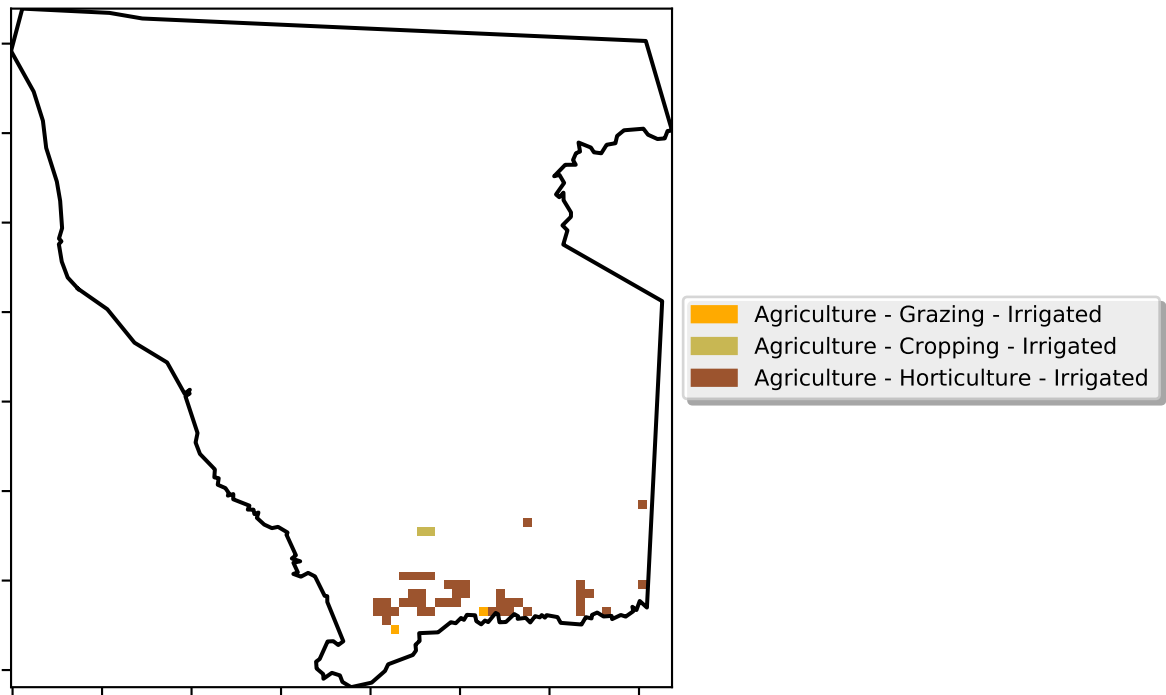 Agriculture - Grazing - Irrigated
Agriculture - Cropping - Irrigated
Agriculture - Horticulture - Irrigated